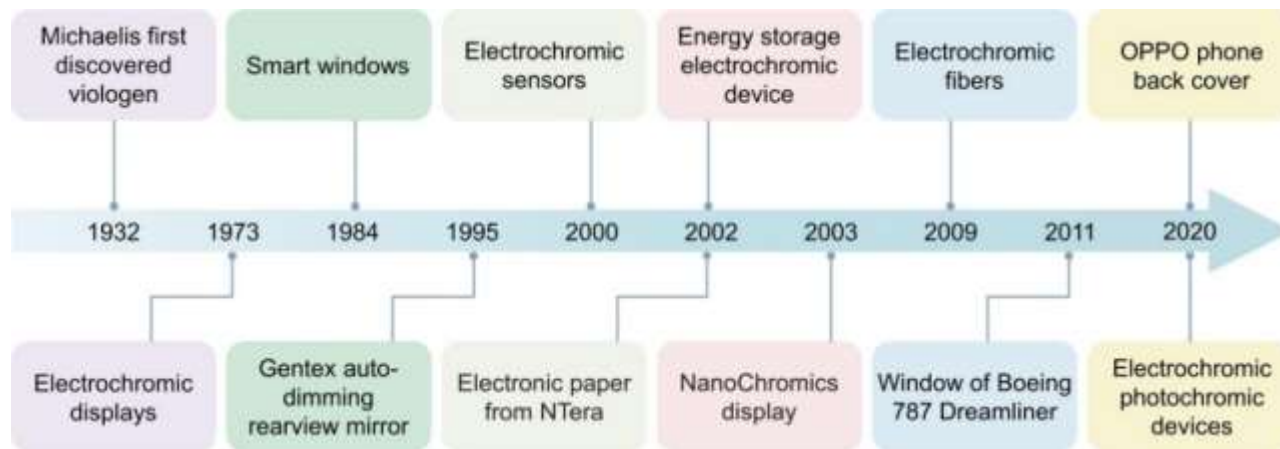 Michaelis first
discovered
viologen
Smart windows
Electrochromic
sensors
Energy storage
electrochromic
device
Electrochromic
fibers
OPPO phone
back cover
1932 1973 1984 1995 2000 2002 2003 2009 2011 2020
Electrochromic
displays
Gentex auto-
dimming
rearview mirror
Electronic paper
from NTera
NanoChromics
display
Window of Boeing
787 Dreamliner
Electrochromic
photochromic
devices